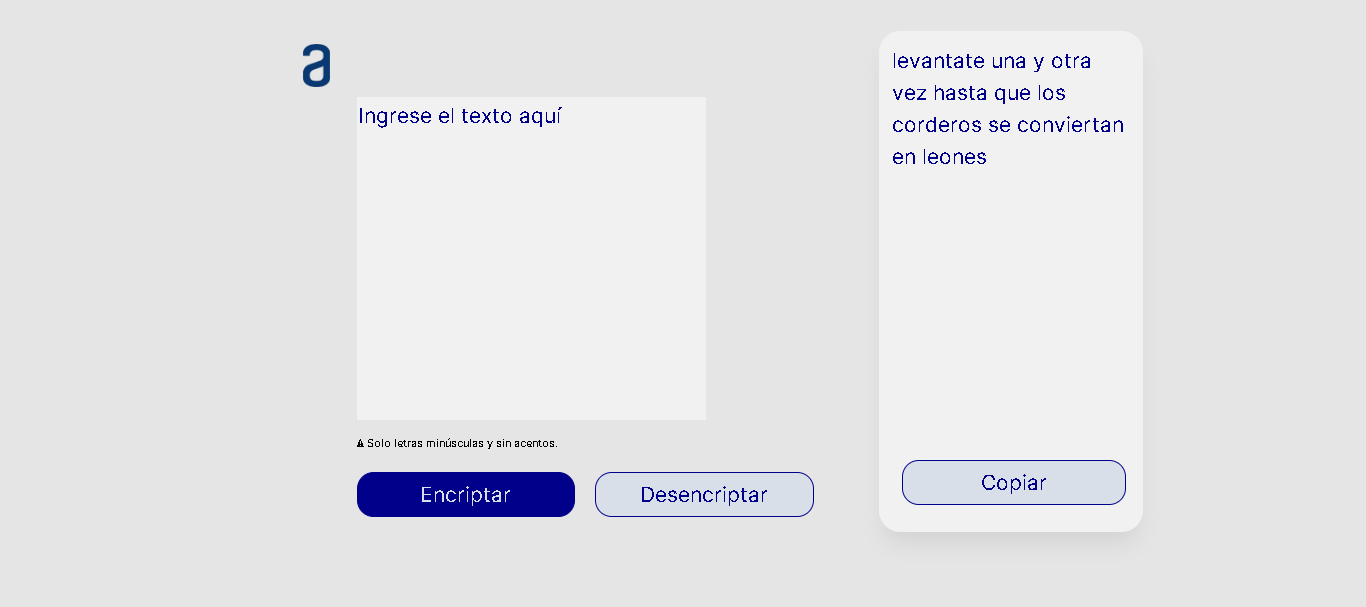 a
Ingrese el texto aquí
⚠ Solo letras minúsculas y sin acentos.
Encriptar
Desencriptar
levantate una y otra
vez hasta que los
corderos se conviertan
en leones
Copiar